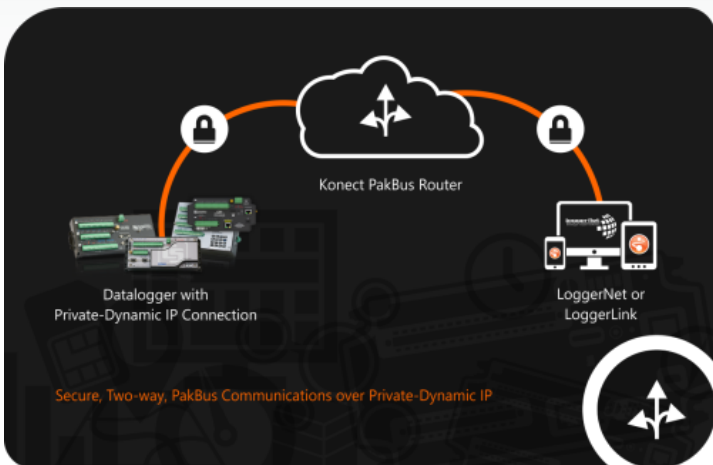 Konect PakBus Router
LoggerNet
Datalogger with
Private-Dynamic IP Connection
LoggerNet or
LoggerLink
Secure, Two-way, PakBus Communications over Private-Dynamic IP